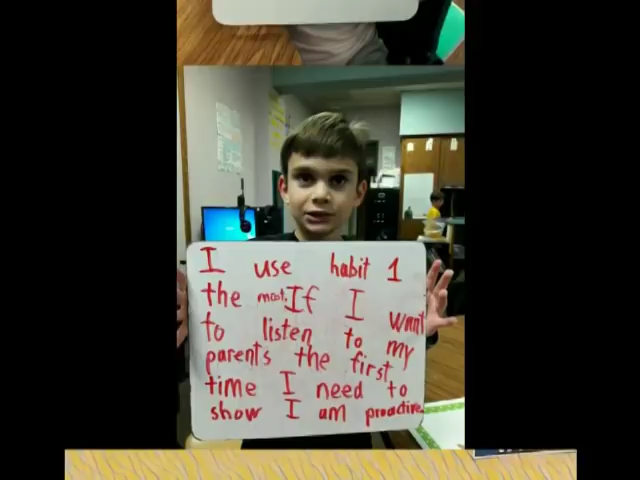 I use habit 1
the most. If I want
to listen to my
parents the first
time I need to
show I am proactive.